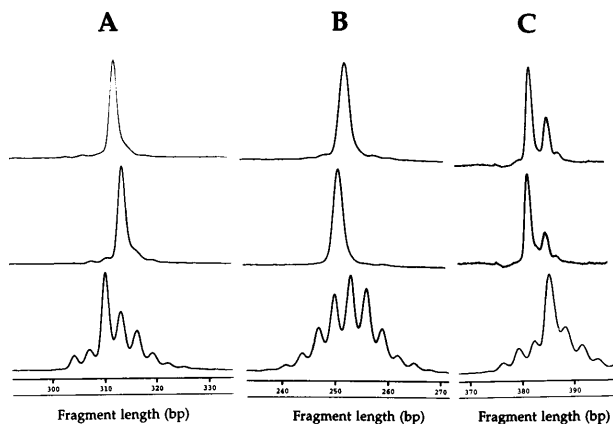 A B C
300 310 320 330 240 250 260 270 370 380 390
Fragment length (bp) Fragment length (bp) Fragment length (bp)